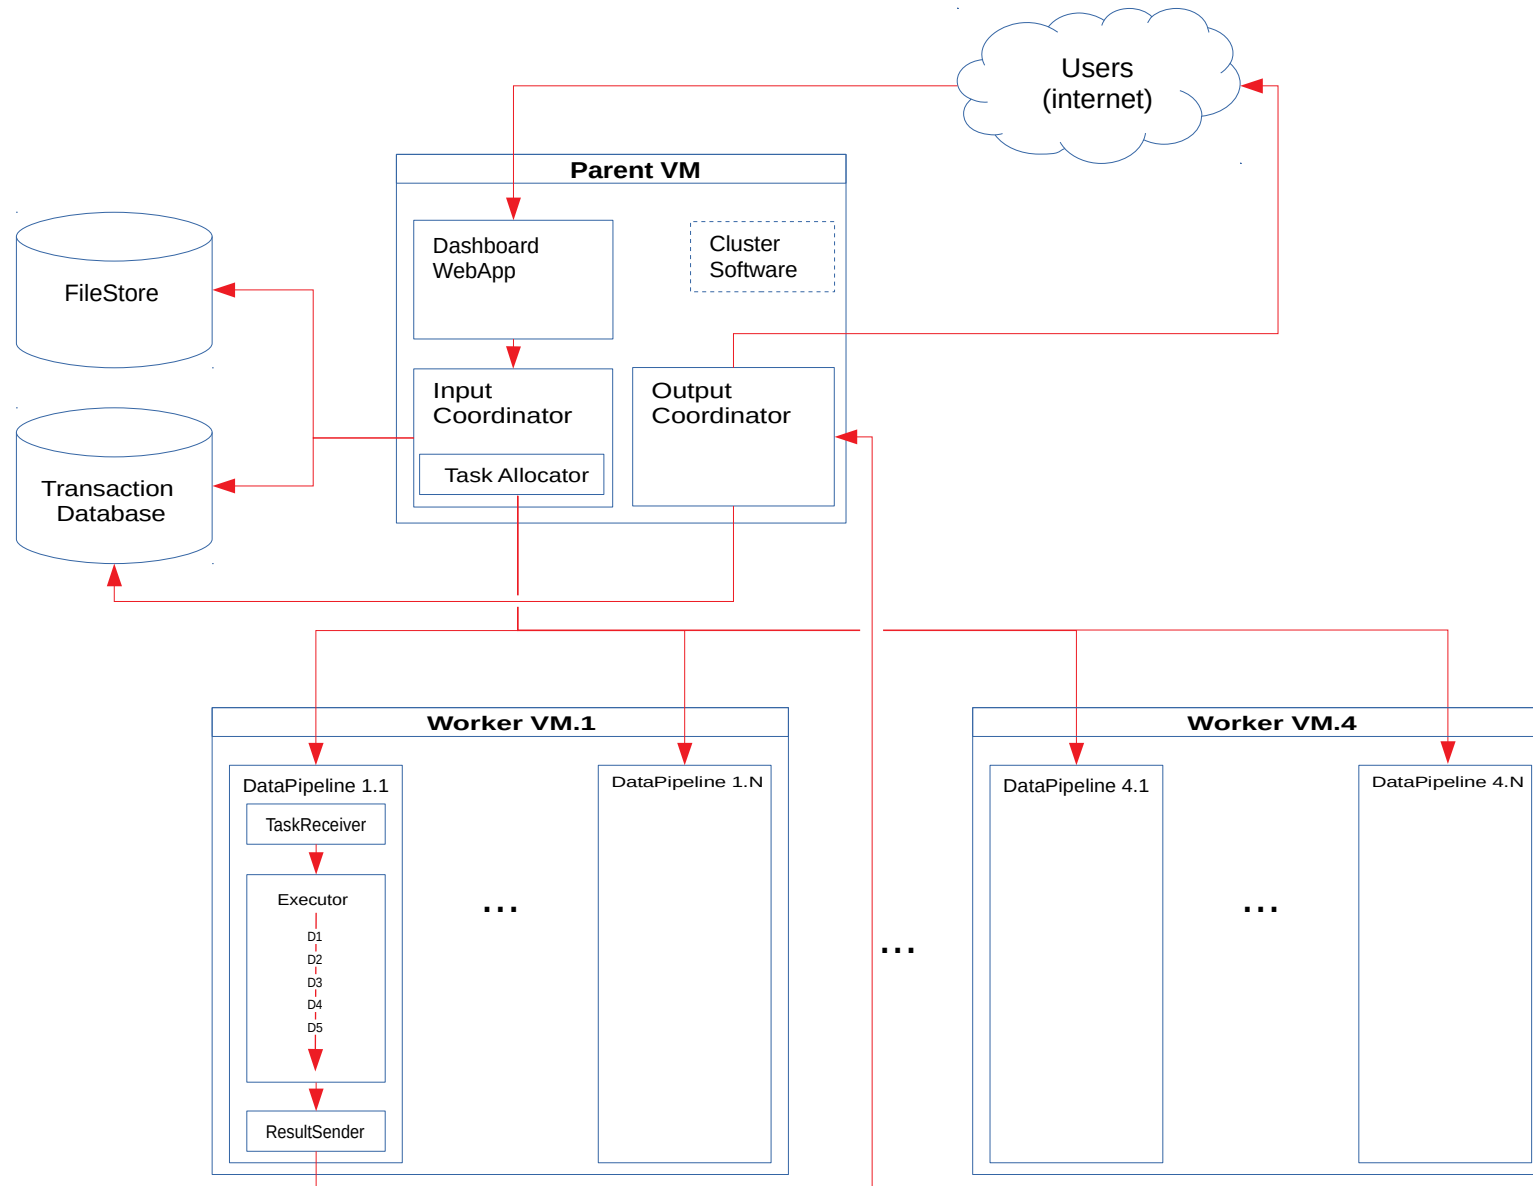 Users
(internet)
Parent VM
Dashboard
WebApp
Cluster
Software
FileStore
Input
Coordinator
Output
Coordinator
Task Allocator
Transaction
Database
Worker VM.1
Worker VM.4
DataPipeline 1.1
DataPipeline 1.N
DataPipeline 4.1
DataPipeline 4.N
TaskReceiver
Executor
...
...
...
D1
D2
D3
D4
D5
ResultSender